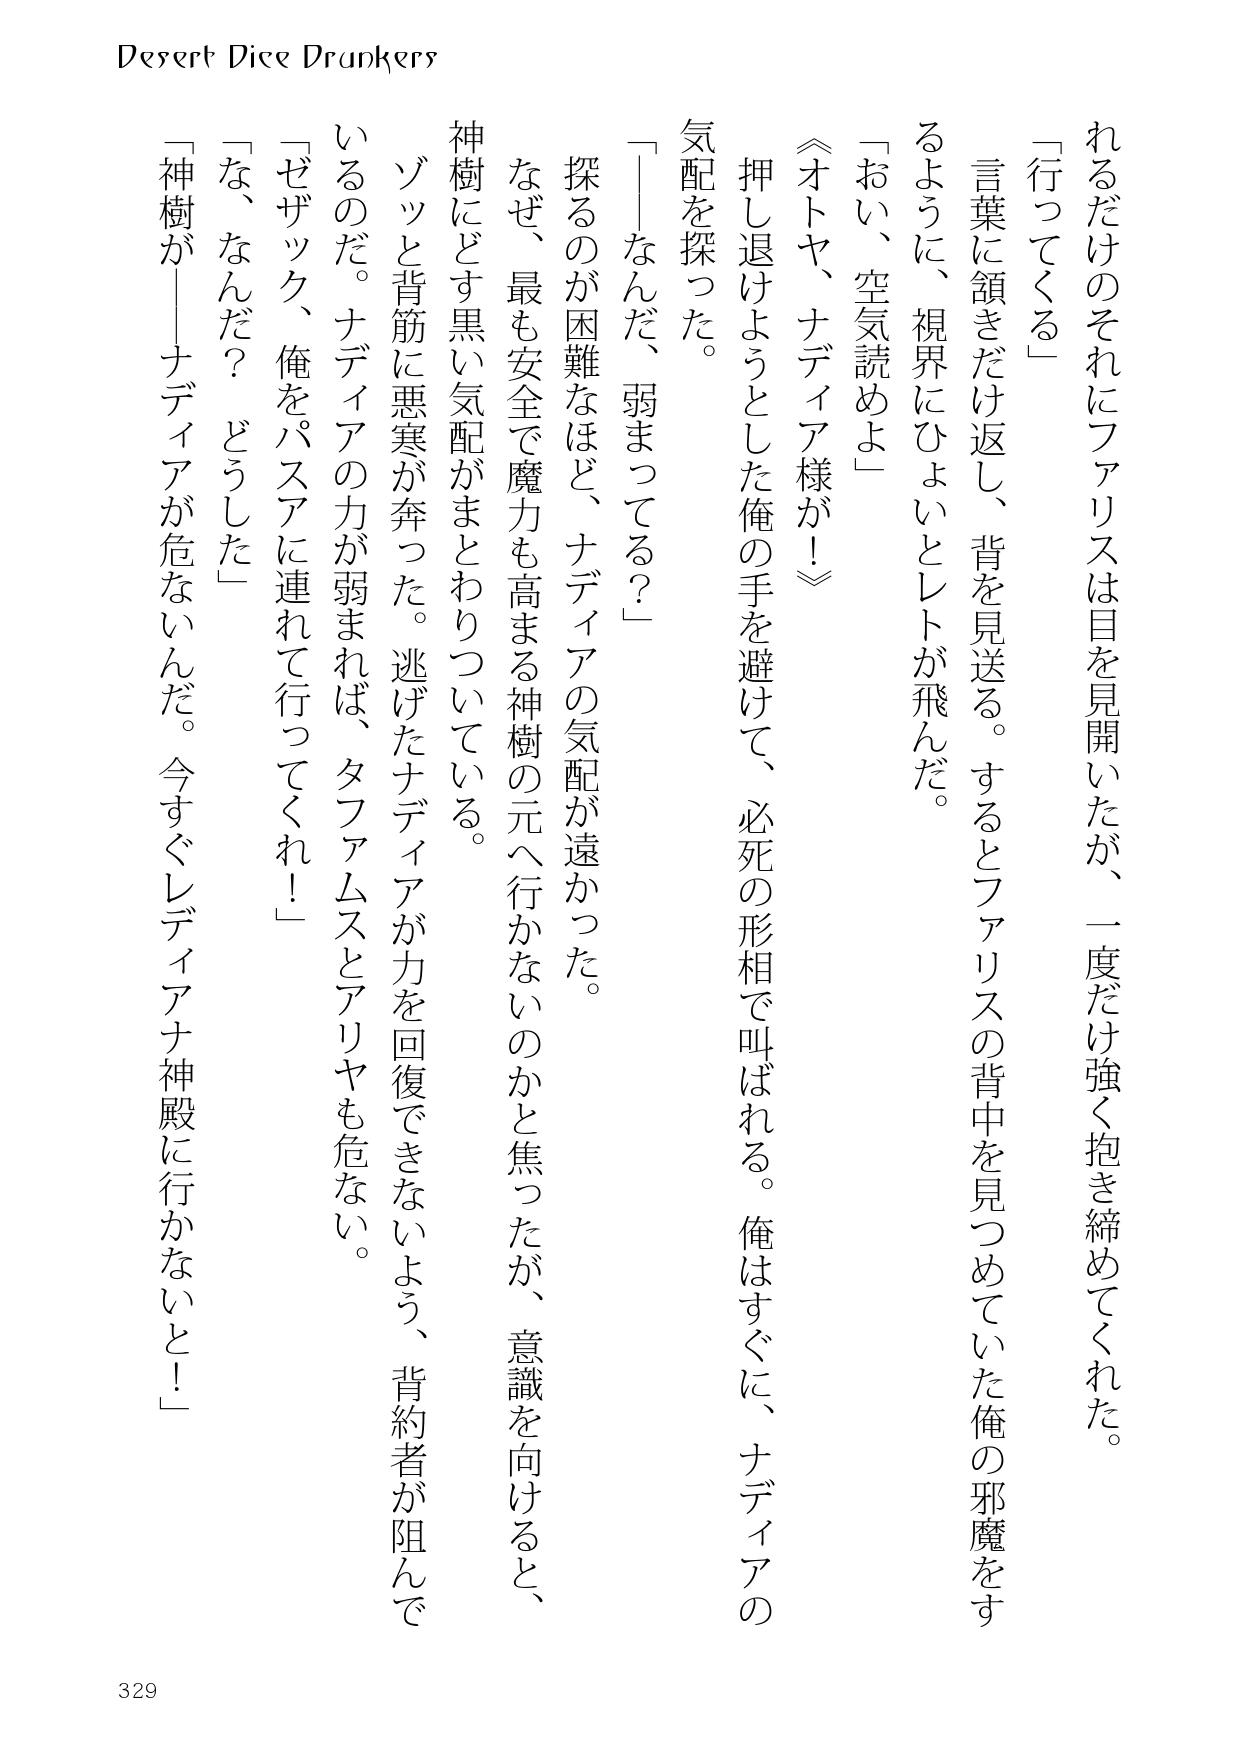 Desert Dice Drunkers
れるだけのそれにファリスは目を見開いたが、一度だけ強く抱き締めてくれた。
「行ってくる」
　言葉に頷きだけ返し、背を見送る。するとファリスの背中を見つめていた俺の邪魔をす
るように、視界にひょいとレトが飛んだ。
「おい、空気読めよ」
《オトヤ、ナディア様が！》
　押し退けようとした俺の手を避けて、必死の形相で叫ばれる。俺はすぐに、ナディアの
気配を探った。
「――なんだ、弱まってる？」
　探るのが困難なほど、ナディアの気配が遠かった。
　なぜ、最も安全で魔力も高まる神樹の元へ行かないのかと焦ったが、意識を向けると、
神樹にどす黒い気配がまとわりついている。
　ゾッと背筋に悪寒が奔った。逃げたナディアが力を回復できないよう、背約者が阻んで
いるのだ。ナディアの力が弱まれば、タファムスとアリヤも危ない。
「ゼザック、俺をパスアに連れて行ってくれ！」
「な、なんだ？　どうした」
「神樹が――ナディアが危ないんだ。今すぐレディアナ神殿に行かないと！」
329